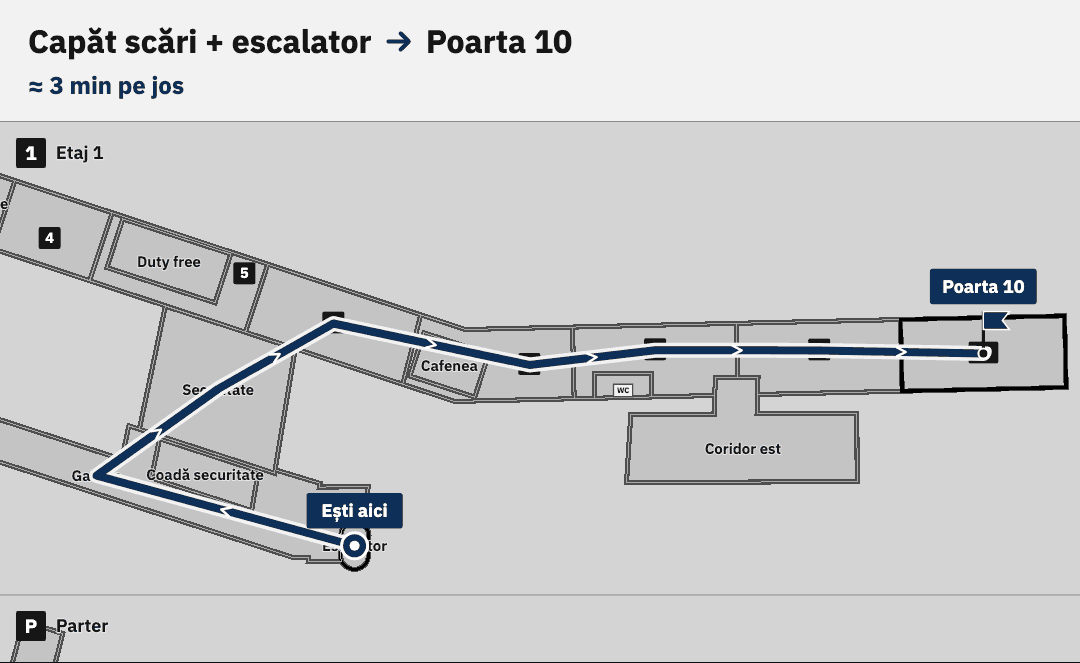 Capăt scări + escalator → Poarta 10
≈ 3 min pe jos
1 Etaj 1
4
Duty free
5
Poarta 10
Cafenea
WC
Coridor est
Coadă securitate
Ești aici
P Parter